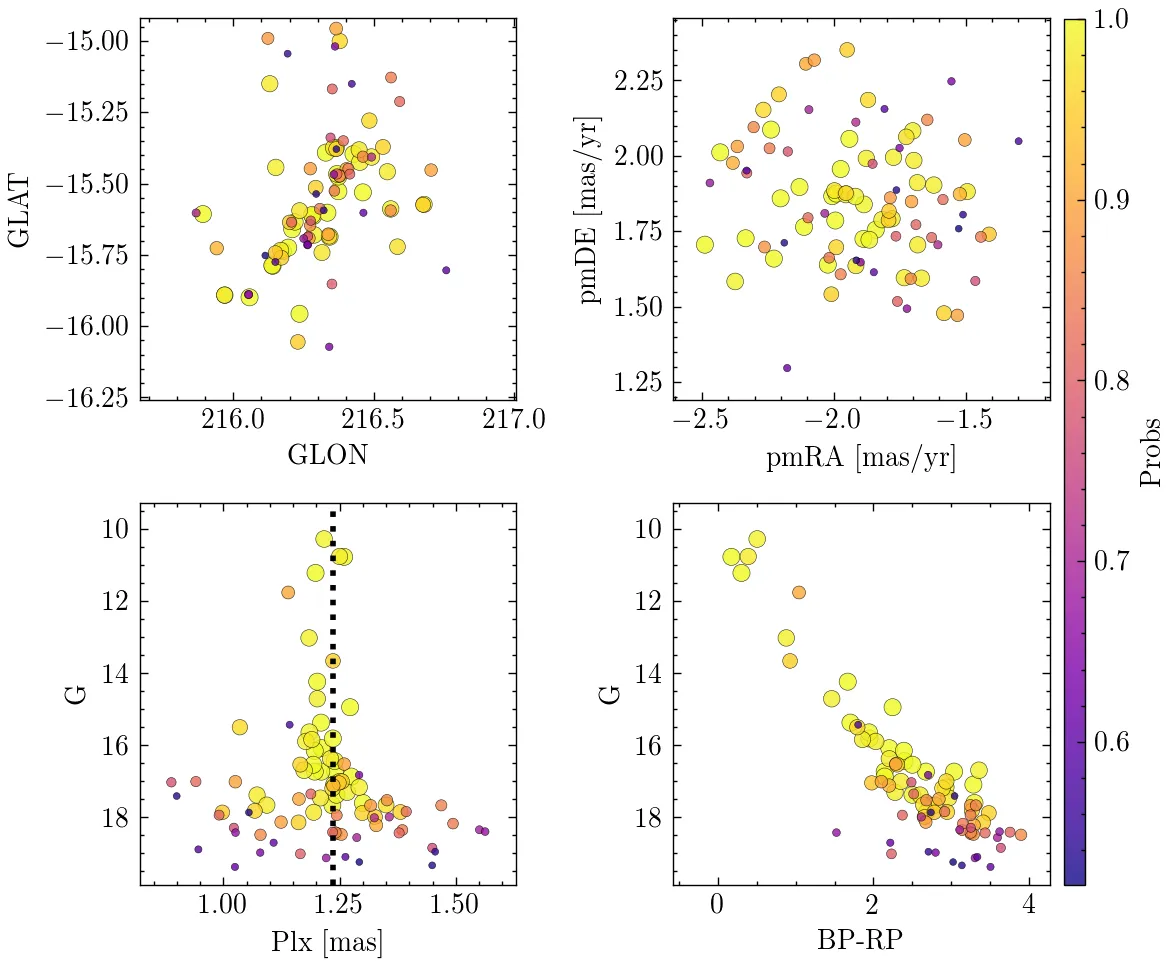 −15.00
−15.25
−15.50
−15.75
−16.00
−16.25
GLAT
216.0 216.5 217.0
GLON
2.25
2.00
1.75
1.50
1.25
pmDE [mas/yr]
−2.5 −2.0 −1.5
pmRA [mas/yr]
10
12
14
16
18
G
1.00 1.25 1.50
Plx [mas]
10
12
14
16
18
G
0 2 4
BP-RP
1.0
0.9
0.8
0.7
0.6
Probs